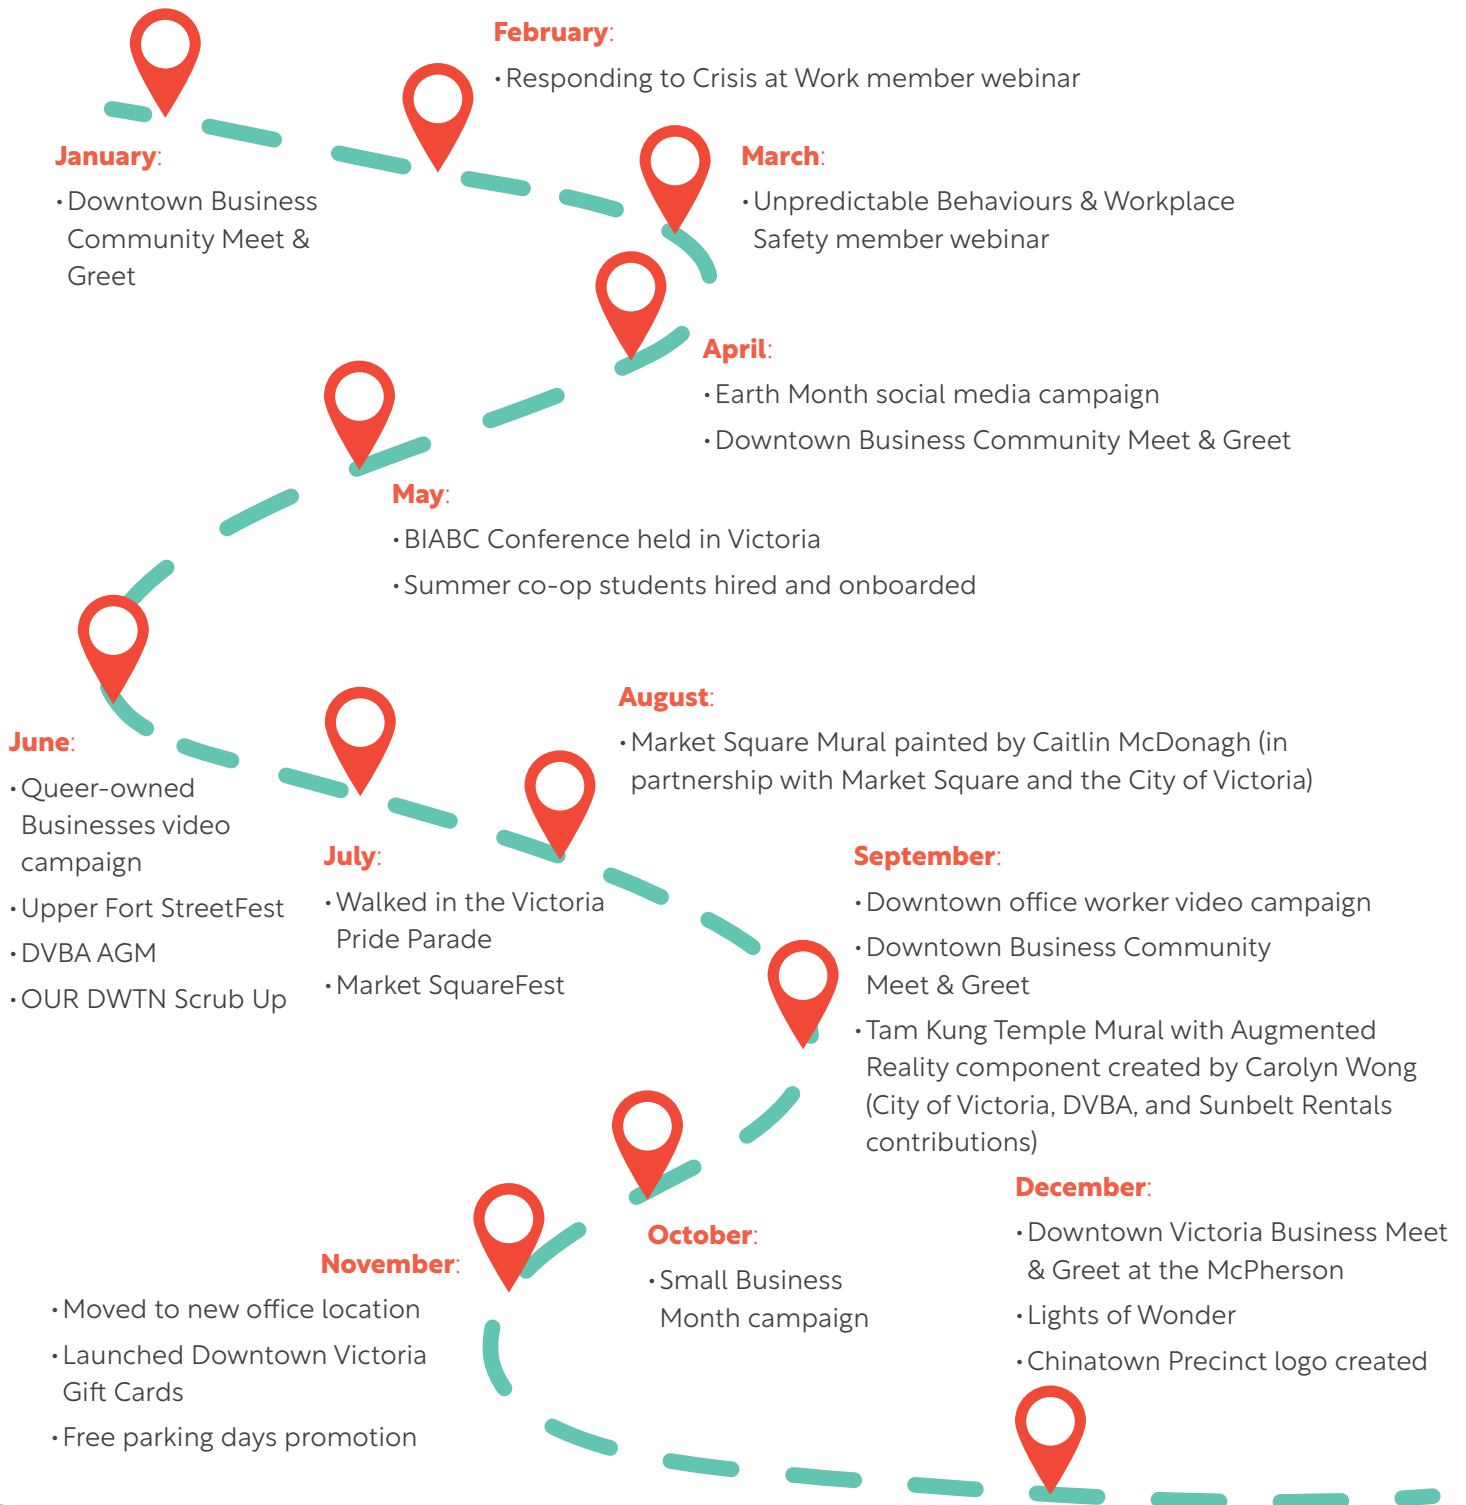 January:
• Downtown Business
Community Meet &
Greet
February:
• Responding to Crisis at Work member webinar
March:
• Unpredictable Behaviours & Workplace
Safety member webinar
April:
• Earth Month social media campaign
• Downtown Business Community Meet & Greet
May:
• BIABC Conference held in Victoria
• Summer co-op students hired and onboarded
June:
• Queer-owned
Businesses video
campaign
• Upper Fort StreetFest
• DVBA AGM
• OUR DWTN Scrub Up
July:
• Walked in the Victoria
Pride Parade
• Market SquareFest
August:
• Market Square Mural painted by Caitlin McDonagh (in
partnership with Market Square and the City of Victoria)
September:
• Downtown office worker video campaign
• Downtown Business Community
Meet & Greet
• Tam Kung Temple Mural with Augmented
Reality component created by Carolyn Wong
(City of Victoria, DVBA, and Sunbelt Rentals
contributions)
October:
• Small Business
Month campaign
November:
• Moved to new office location
• Launched Downtown Victoria
Gift Cards
• Free parking days promotion
December:
• Downtown Victoria Business Meet
& Greet at the McPherson
• Lights of Wonder
• Chinatown Precinct logo created